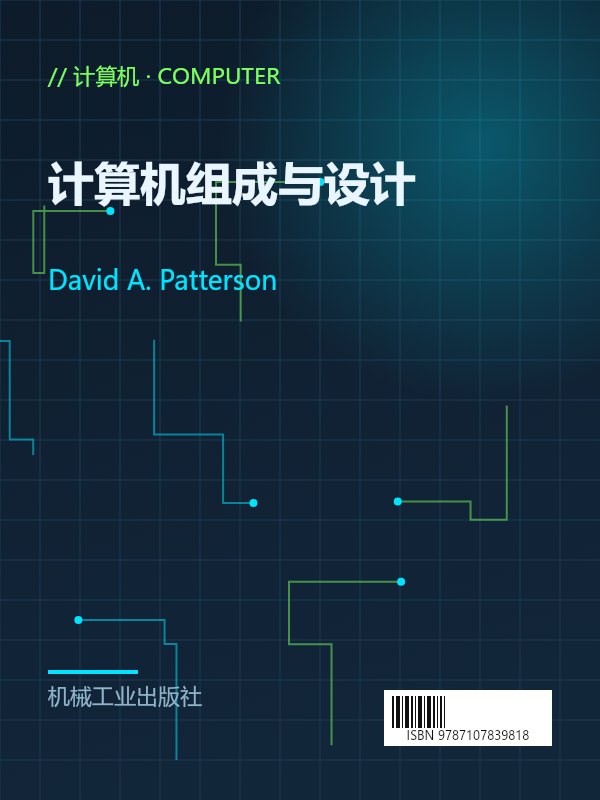 // 计算机 · COMPUTER
计算机组成与设计
David A. Patterson
机械工业出版社
ISBN 9787107839818